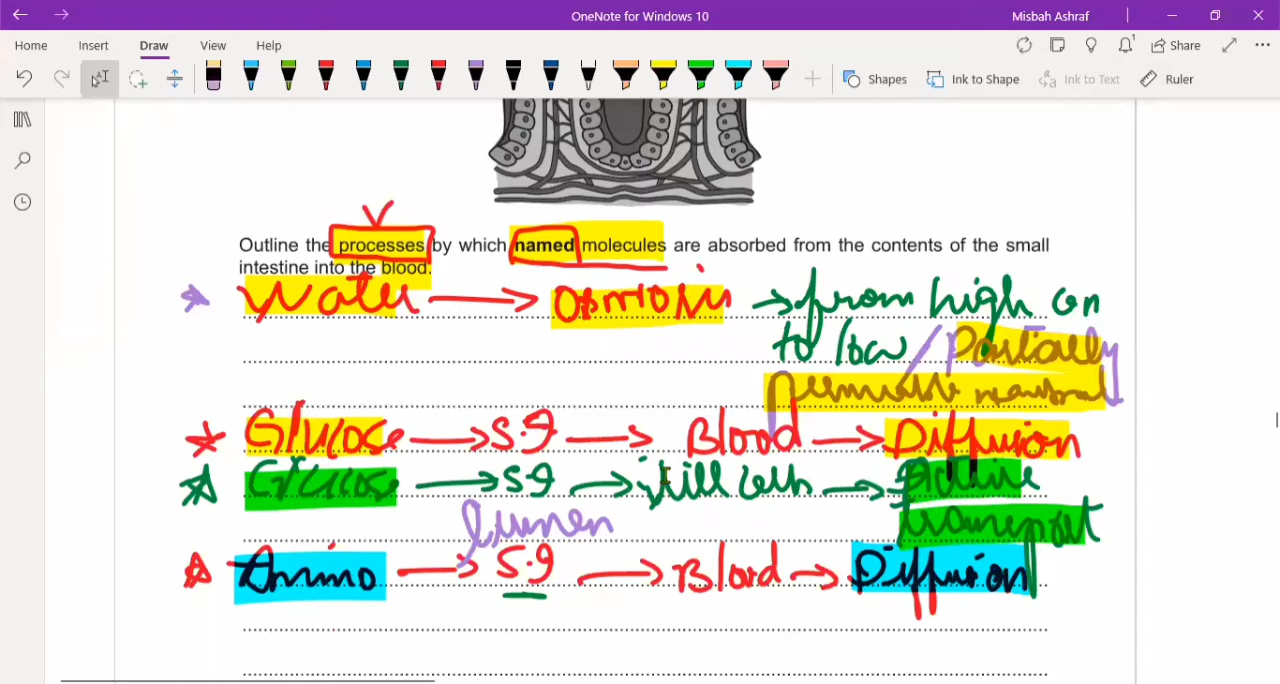 OneNote for Windows 10
Misbah Ashraf
Home Insert Draw View Help
Share
Shapes Ink to Shape Ink to Text Ruler
Outline the processes by which named molecules are absorbed from the contents of the small
intestine into the blood.
Water → Osmosis → from high
to low / Partially
Glucose → S.I → Blood → Diffusion
Glucose → S.I → cells → Active
lumen transport
Amino → S.I → Blood → Diffusion